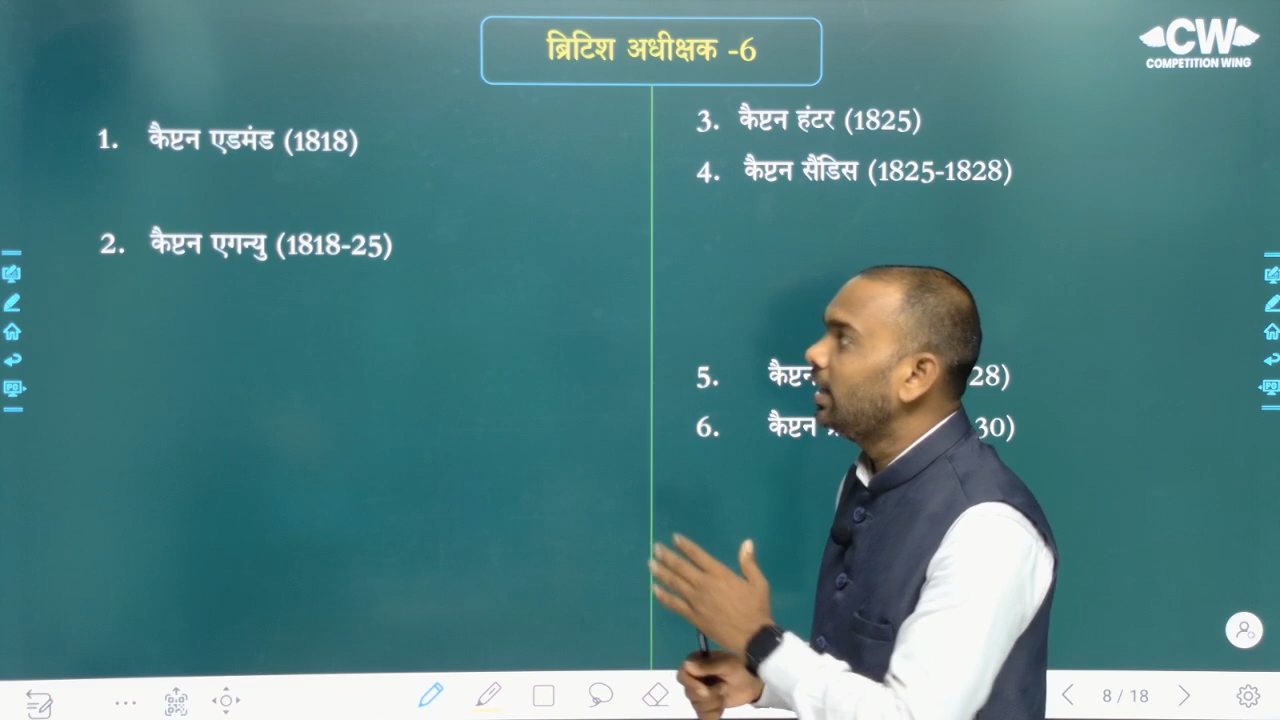 ब्रिटिश अधीक्षक -6
CW
COMPETITION WING
1. कैप्टन एडमंड (1818)
2. कैप्टन एगन्यु (1818-25)
3. कैप्टन हंटर (1825)
4. कैप्टन सैंडिस (1825-1828)
5. कैप्टन 28)
6. कैप्टन 30)
8 / 18